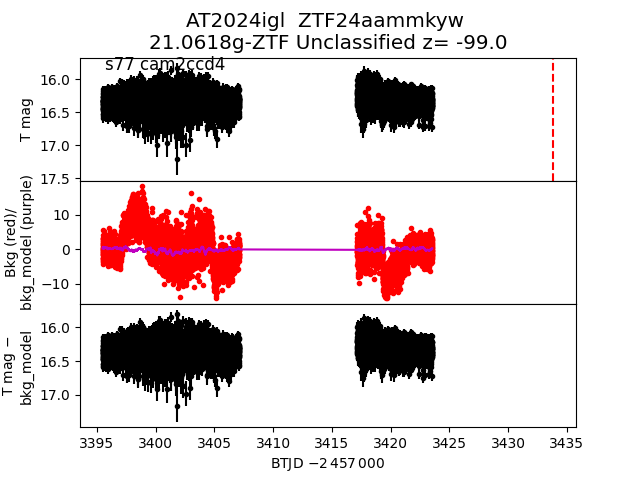 AT2024igl  ZTF24aammkyw
21.0618g-ZTF Unclassified z= -99.0
s77 cam2ccd4
16.0
16.5
17.0
17.5
T mag
10
0
−10
Bkg (red)/
bkg_model (purple)
16.0
16.5
17.0
T mag −
bkg_model
3395 3400 3405 3410 3415 3420 3425 3430 3435
BTJD −2 457 000